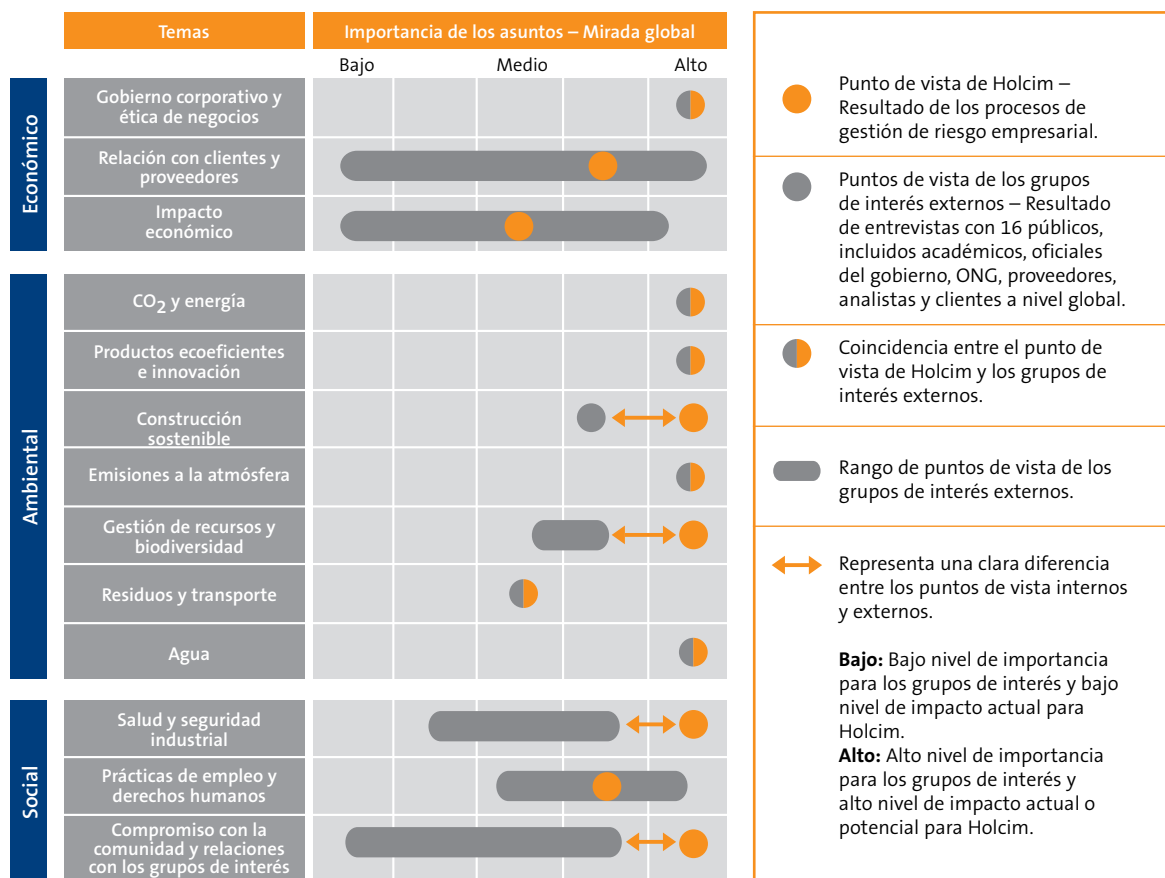 Temas
Importancia de los asuntos – Mirada global
Bajo
Medio
Alto
Económico
Gobierno corporativo y
ética de negocios
Relación con clientes y
proveedores
Impacto
económico
Ambiental
CO2 y energía
Productos ecoeficientes
e innovación
Construcción
sostenible
Emisiones a la atmósfera
Gestión de recursos y
biodiversidad
Residuos y transporte
Agua
Social
Salud y seguridad
industrial
Prácticas de empleo y
derechos humanos
Compromiso con la
comunidad y relaciones
con los grupos de interés
Punto de vista de Holcim –
Resultado de los procesos de
gestión de riesgo empresarial.
Puntos de vista de los grupos
de interés externos – Resultado
de entrevistas con 16 públicos,
incluidos académicos, oficiales
del gobierno, ONG, proveedores,
analistas y clientes a nivel global.
Coincidencia entre el punto de
vista de Holcim y los grupos de
interés externos.
Rango de puntos de vista de los
grupos de interés externos.
Representa una clara diferencia
entre los puntos de vista internos
y externos.
Bajo: Bajo nivel de importancia
para los grupos de interés y bajo
nivel de impacto actual para
Holcim.
Alto: Alto nivel de importancia
para los grupos de interés y
alto nivel de impacto actual o
potencial para Holcim.